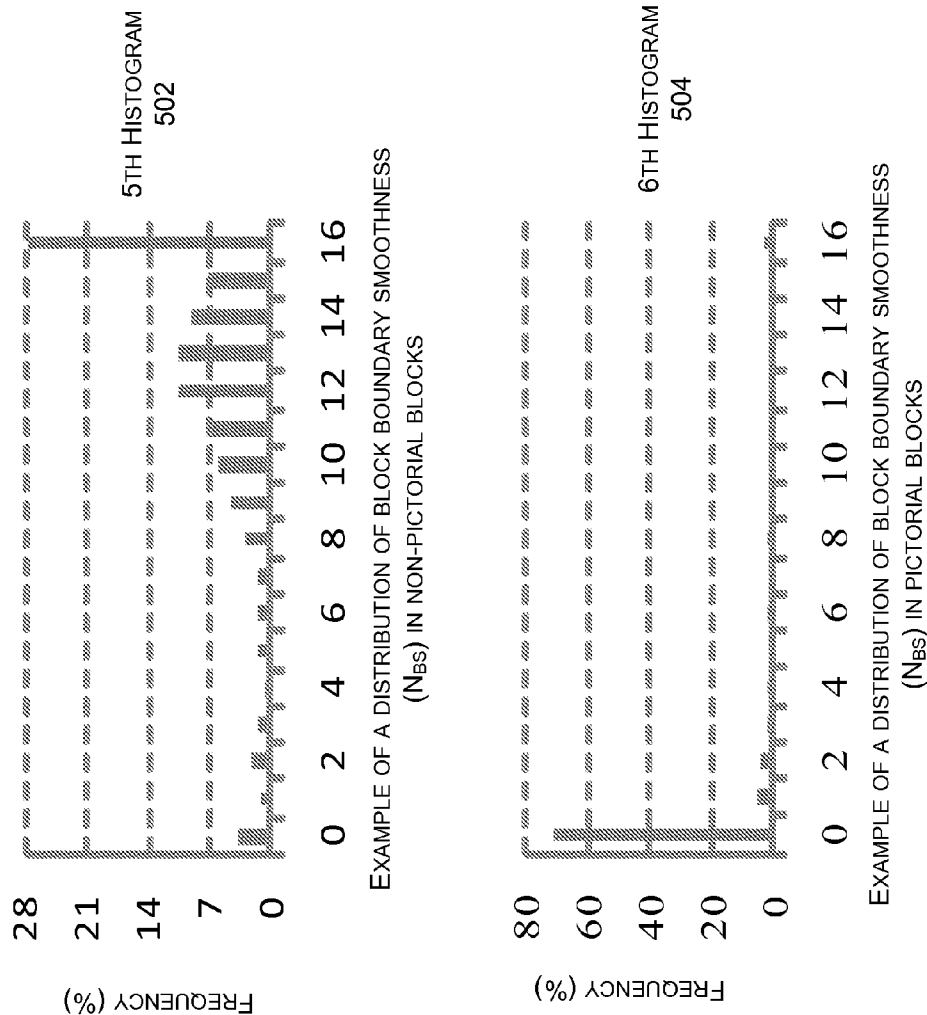 5TH HISTOGRAM
502
FREQUENCY (%)
28
21
14
7
0
0 2 4 6 8 10 12 14 16
EXAMPLE OF A DISTRIBUTION OF BLOCK BOUNDARY SMOOTHNESS
(NBS) IN NON-PICTORIAL BLOCKS
6TH HISTOGRAM
504
FREQUENCY (%)
80
60
40
20
0
0 2 4 6 8 10 12 14 16
EXAMPLE OF A DISTRIBUTION OF BLOCK BOUNDARY SMOOTHNESS
(NBS) IN PICTORIAL BLOCKS